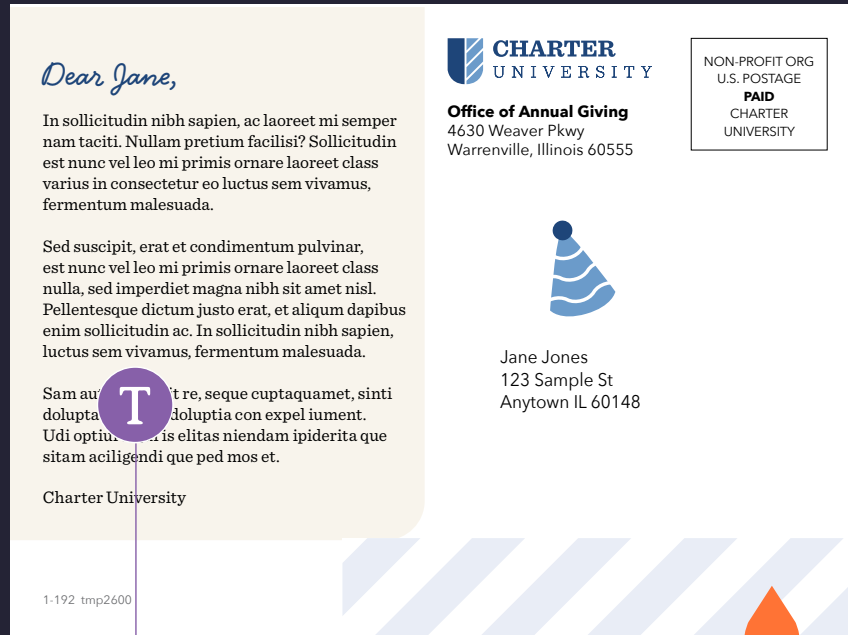 Dear Jane,
In sollicitudin nibh sapien, ac laoreet mi semper
nam taciti. Nullam pretium facilisi? Sollicitudin
est nunc vel leo mi primis ornare laoreet class
varius in consectetur eo luctus sem vivamus,
fermentum malesuada.
Sed suscipit, erat et condimentum pulvinar,
est nunc vel leo mi primis ornare laoreet class
nulla, sed imperdiet magna nibh sit amet nisl.
Pellentesque dictum justo erat, et aliqum dapibus
enim sollicitudin ac. In sollicitudin nibh sapien,
luctus sem vivamus, fermentum malesuada.
Sam re, seque cuptaquamet, sinti
doluptia con expel iument.
Udi is elitas niendam ipiderita que
sitam aciligendi que ped mos et.
Charter University
T
1-192 tmp2600
CHARTER
UNIVERSITY
Office of Annual Giving
4630 Weaver Pkwy
Warrenville, Illinois 60555
NON-PROFIT ORG
U.S. POSTAGE
PAID
CHARTER
UNIVERSITY
Jane Jones
123 Sample St
Anytown IL 60148